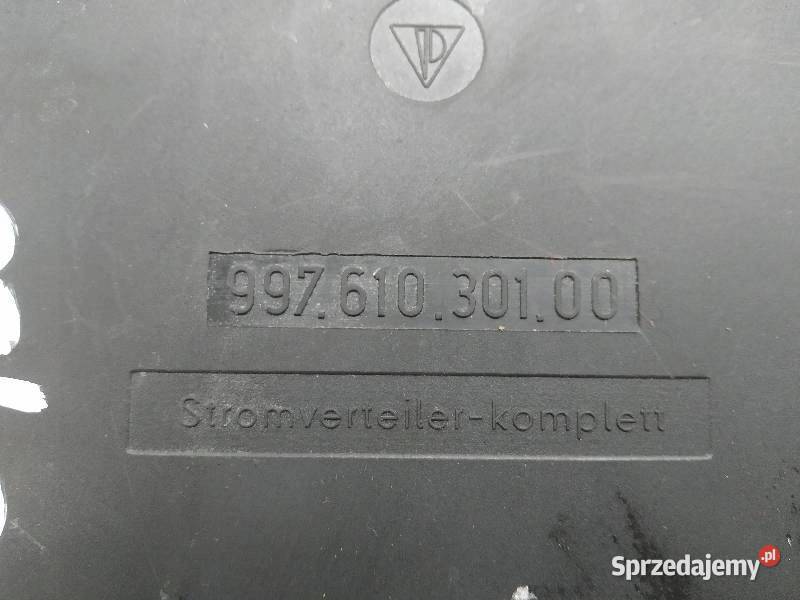 997.610.301.00
Stromverteiler-komplett
Sprzedajemy.pl